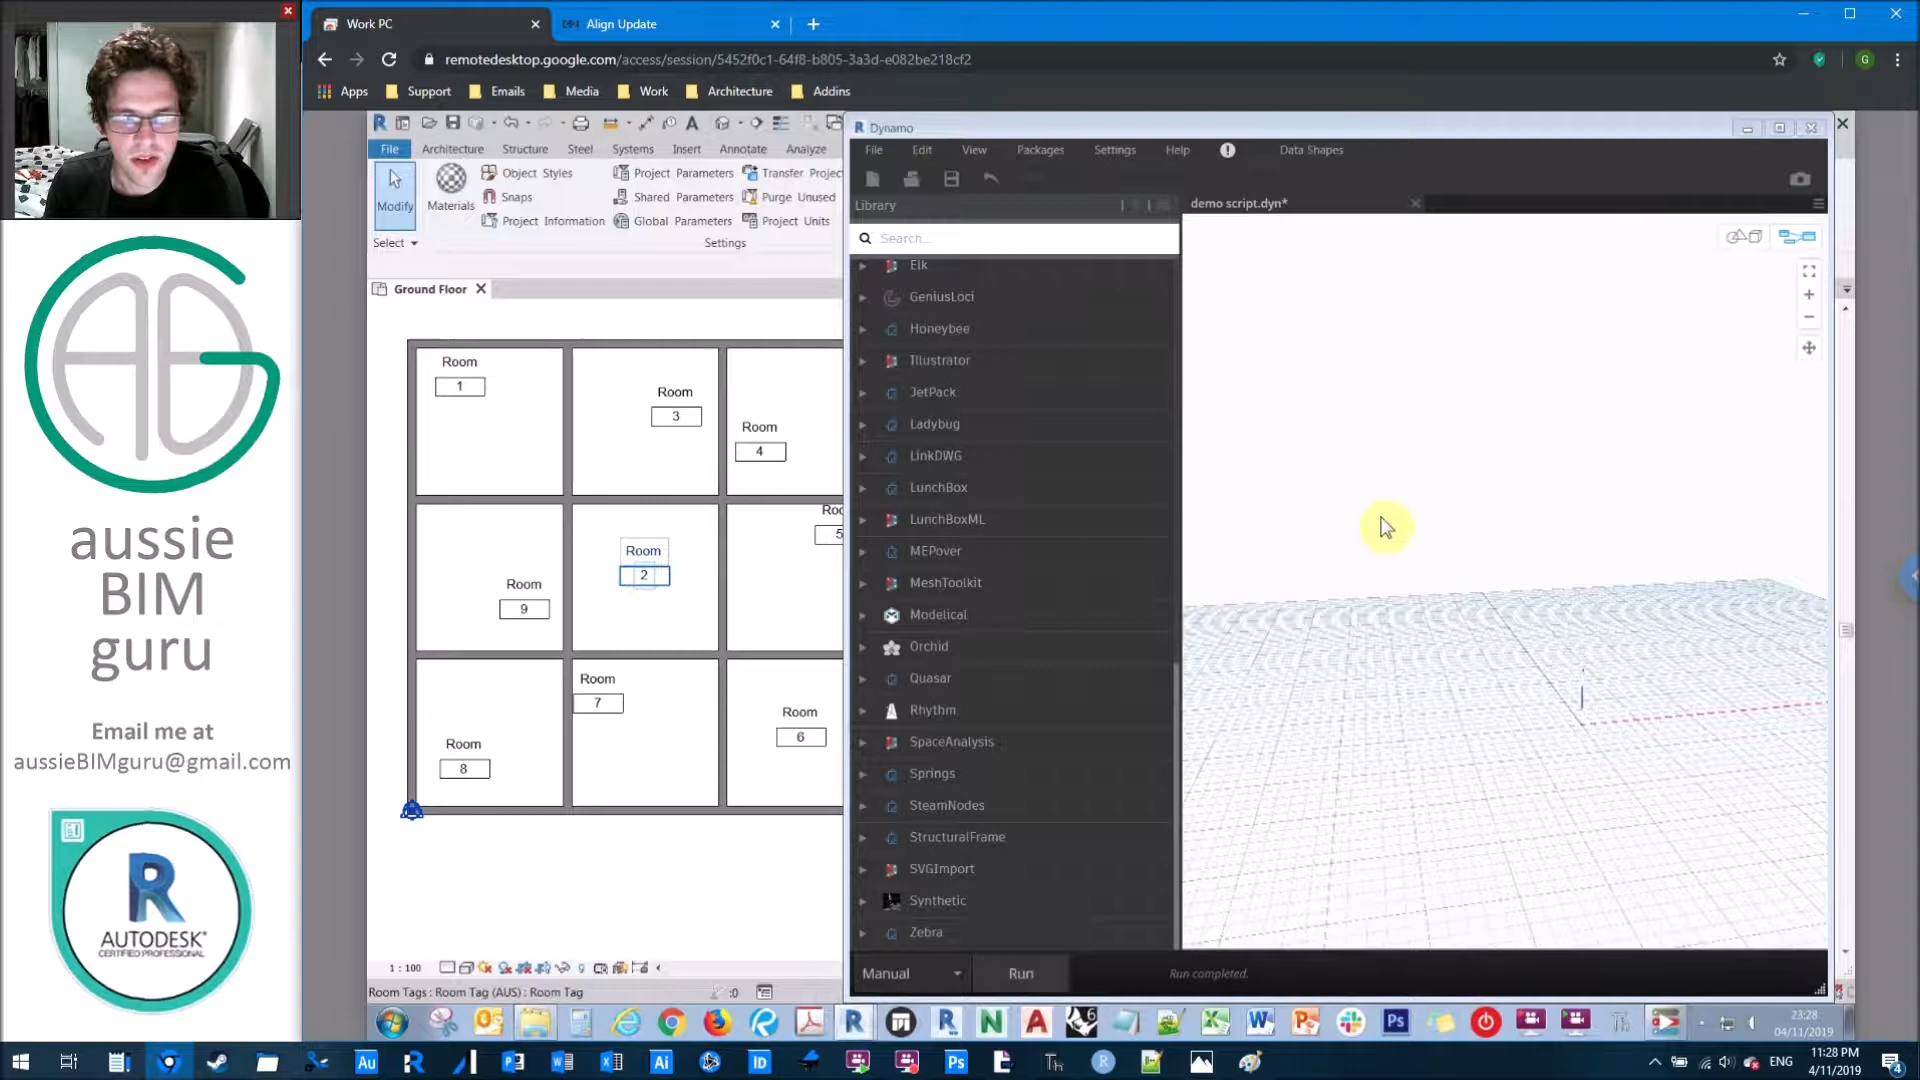 Work PC
Align Update
remotedesktop.google.com/access/session/5452f0c1-64f8-b805-3a3d-e082be218cf2
G
Apps
Support
Emails
Media
Work
Architecture
Addins
Dynamo
File
Architecture
Structure
Steel
Systems
Insert
Annotate
Analyze
File
Edit
View
Packages
Settings
Help
Data Shapes
Modify
Materials
Object Styles
Snaps
Project Information
Project Parameters
Shared Parameters
Global Parameters
Transfer Projec
Purge Unused
Project Units
Select
Settings
Library
demo script.dyn*
Search...
Ground Floor
Elk
GeniusLoci
Honeybee
Illustrator
JetPack
Ladybug
LinkDWG
LunchBox
LunchBoxML
MEPover
MeshToolkit
Modelical
Orchid
Quasar
Rhythm
SpaceAnalysis
Springs
SteamNodes
StructuralFrame
SVGImport
Synthetic
Zebra
Room
1
Room
3
Room
4
Roo
5
Room
2
Room
9
Room
7
Room
6
Room
8
1 : 100
Room Tags : Room Tag (AUS) : Room Tag
:0
Manual
Run
Run completed.
23:28
04/11/2019
ENG
11:28 PM
4/11/2019
4
aussie
BIM
guru
Email me at
aussieBIMguru@gmail.com
R
AUTODESK
CERTIFIED PROFESSIONAL